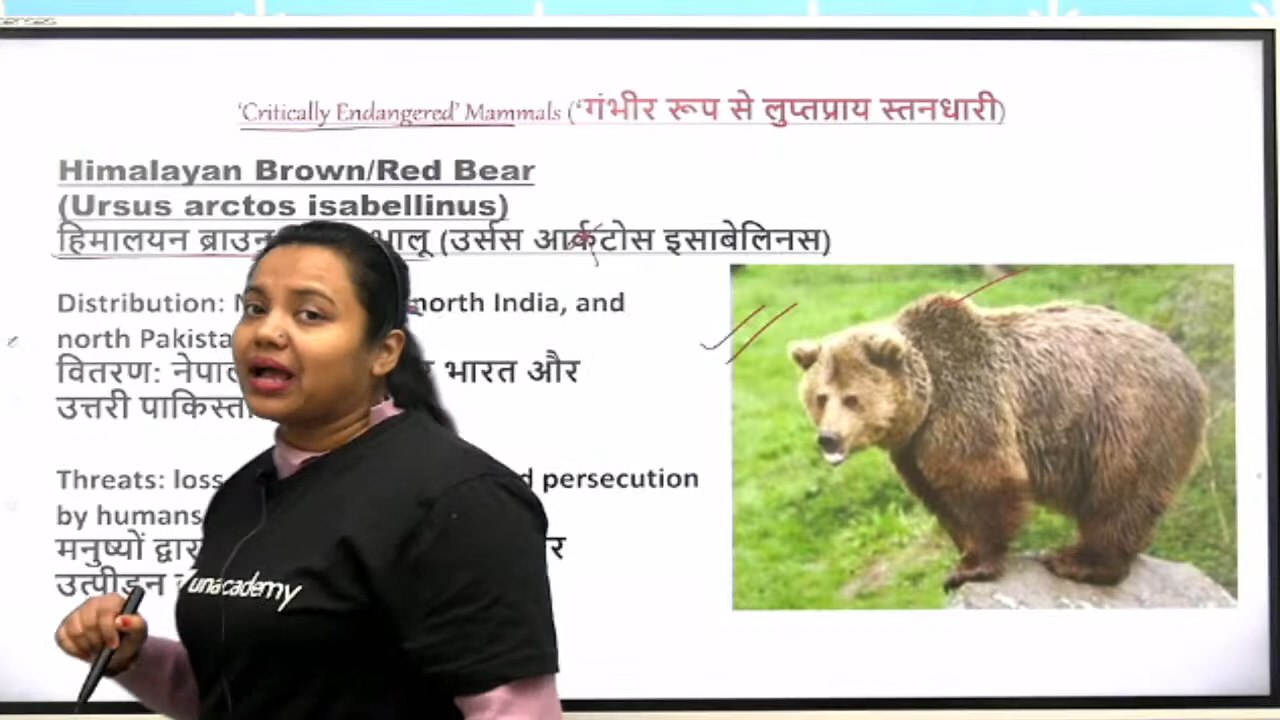 'Critically Endangered' Mammals ('गंभीर रूप से लुप्तप्राय स्तनधारी)
Himalayan Brown/Red Bear
(Ursus arctos isabellinus)
हिमालयन ब्राउन भालू (उर्सस आर्कटोस इसाबेलिनस)
Distribution: north India, and
north
वितरण: भारत और
उत्तरी
Threats: loss persecution
by humans
मनुष्यों
उत्पीड़न
unacademy